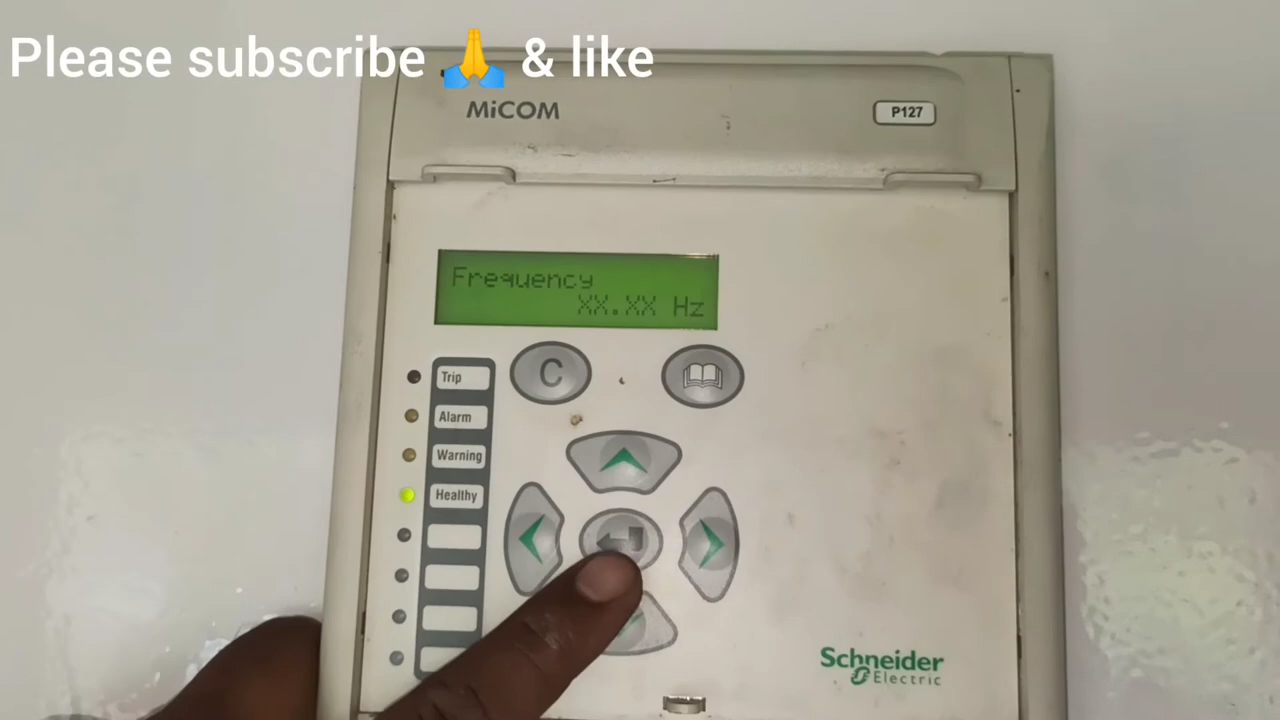 Please subscribe 🙏 & like
MiCOM
P127
Frequency
XX.XX Hz
C
Trip
Alarm
Warning
Healthy
Schneider
Electric